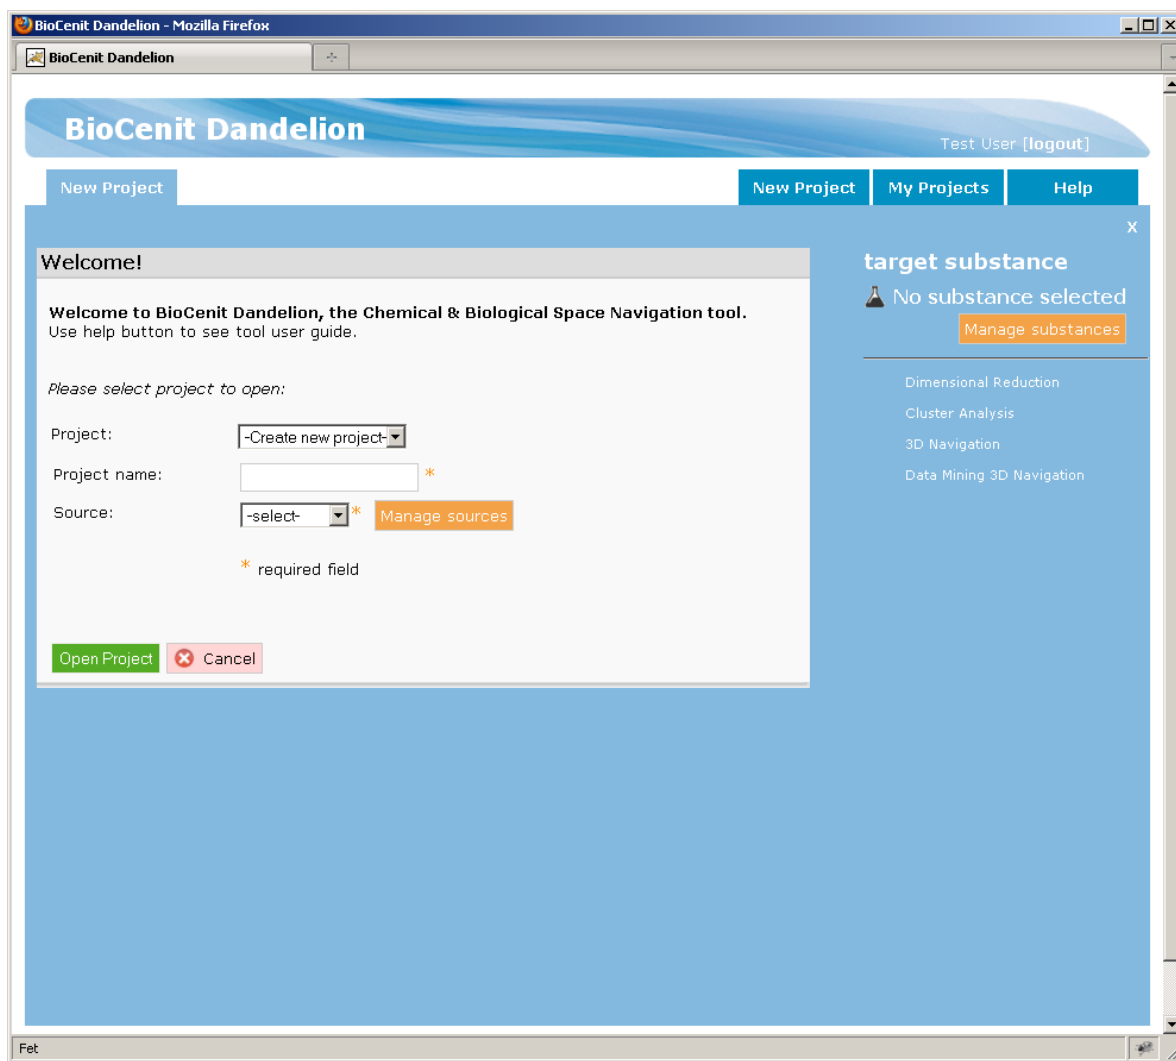 BioCenit Dandelion - Mozilla Firefox
BioCenit Dandelion
BioCenit Dandelion
Test User [logout]
New Project
New Project
My Projects
Help
x
Welcome!
Welcome to BioCenit Dandelion, the Chemical & Biological Space Navigation tool.
Use help button to see tool user guide.
Please select project to open:
Project:
-Create new project-
Project name:
*
Source:
-select-
*
Manage sources
* required field
Open Project
Cancel
target substance
No substance selected
Manage substances
Dimensional Reduction
Cluster Analysis
3D Navigation
Data Mining 3D Navigation
Fet